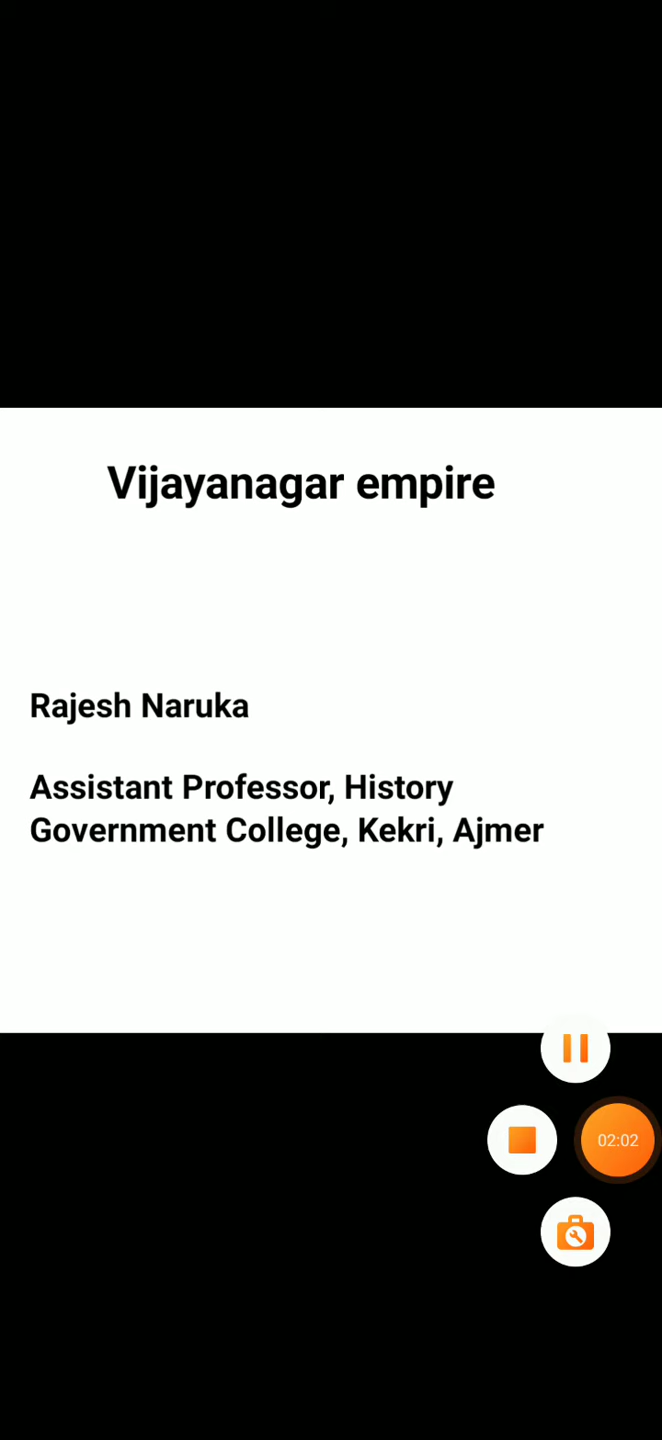 Vijayanagar empire
Rajesh Naruka
Assistant Professor, History
Government College, Kekri, Ajmer
02:02